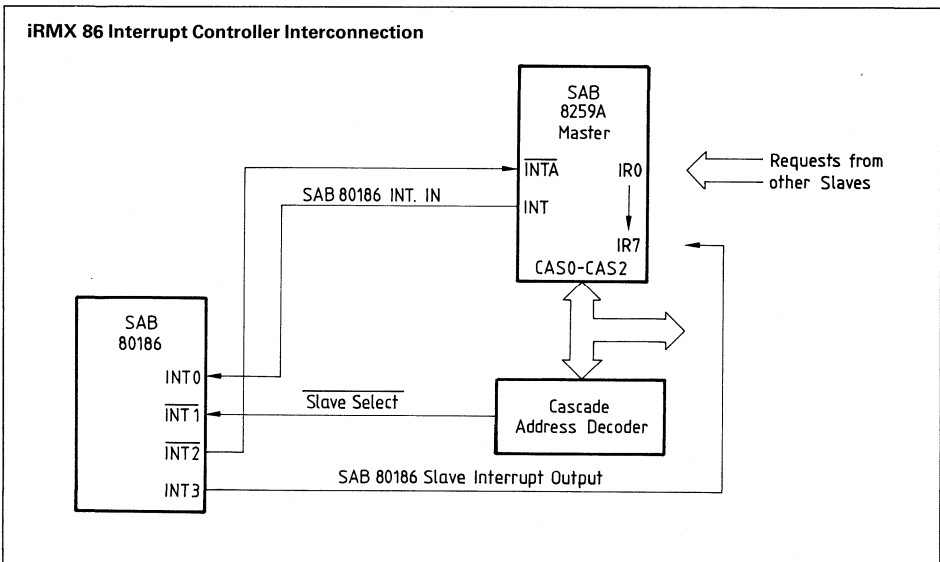 iRMX 86 Interrupt Controller Interconnection
SAB
8259A
Master
INTA
IR0
Requests from
other Slaves
SAB 80186 INT. IN
INT
IR7
CAS0-CAS2
SAB
80186
INT0
Slave Select
Cascade
Address Decoder
INT1
INT2
SAB 80186 Slave Interrupt Output
INT3